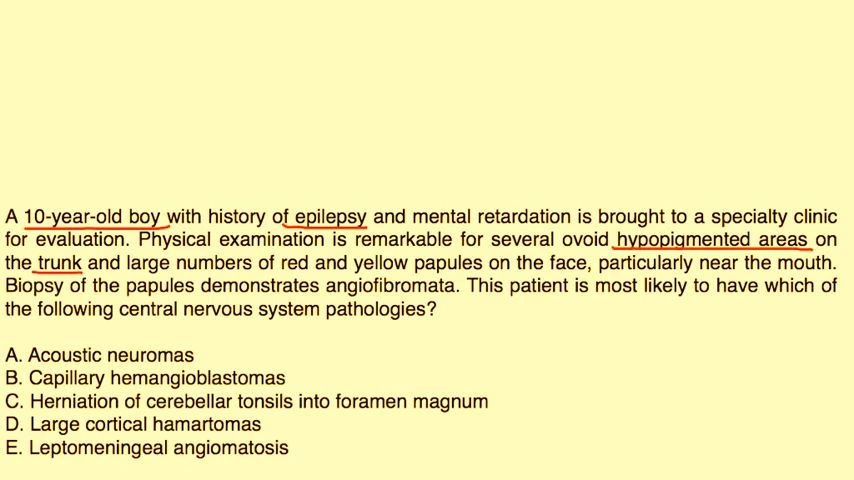 A 10-year-old boy with history of epilepsy and mental retardation is brought to a specialty clinic
for evaluation. Physical examination is remarkable for several ovoid hypopigmented areas on
the trunk and large numbers of red and yellow papules on the face, particularly near the mouth.
Biopsy of the papules demonstrates angiofibromata. This patient is most likely to have which of
the following central nervous system pathologies?
A. Acoustic neuromas
B. Capillary hemangioblastomas
C. Herniation of cerebellar tonsils into foramen magnum
D. Large cortical hamartomas
E. Leptomeningeal angiomatosis